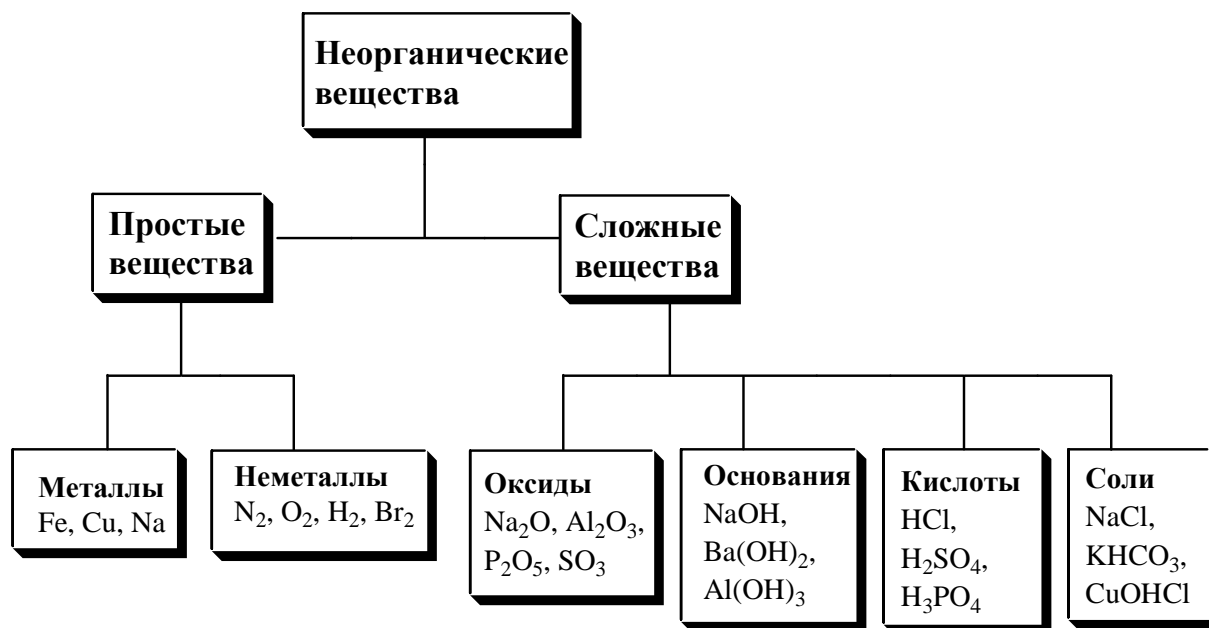 Неорганические
вещества
Простые
вещества
Сложные
вещества
Металлы
Fe, Cu, Na
Неметаллы
N₂, O₂, H₂, Br₂
Оксиды
Na₂O, Al₂O₃,
P₂O₅, SO₃
Основания
NaOH,
Ba(OH)₂,
Al(OH)₃
Кислоты
HCl,
H₂SO₄,
H₃PO₄
Соли
NaCl,
KHCO₃,
CuOHCl